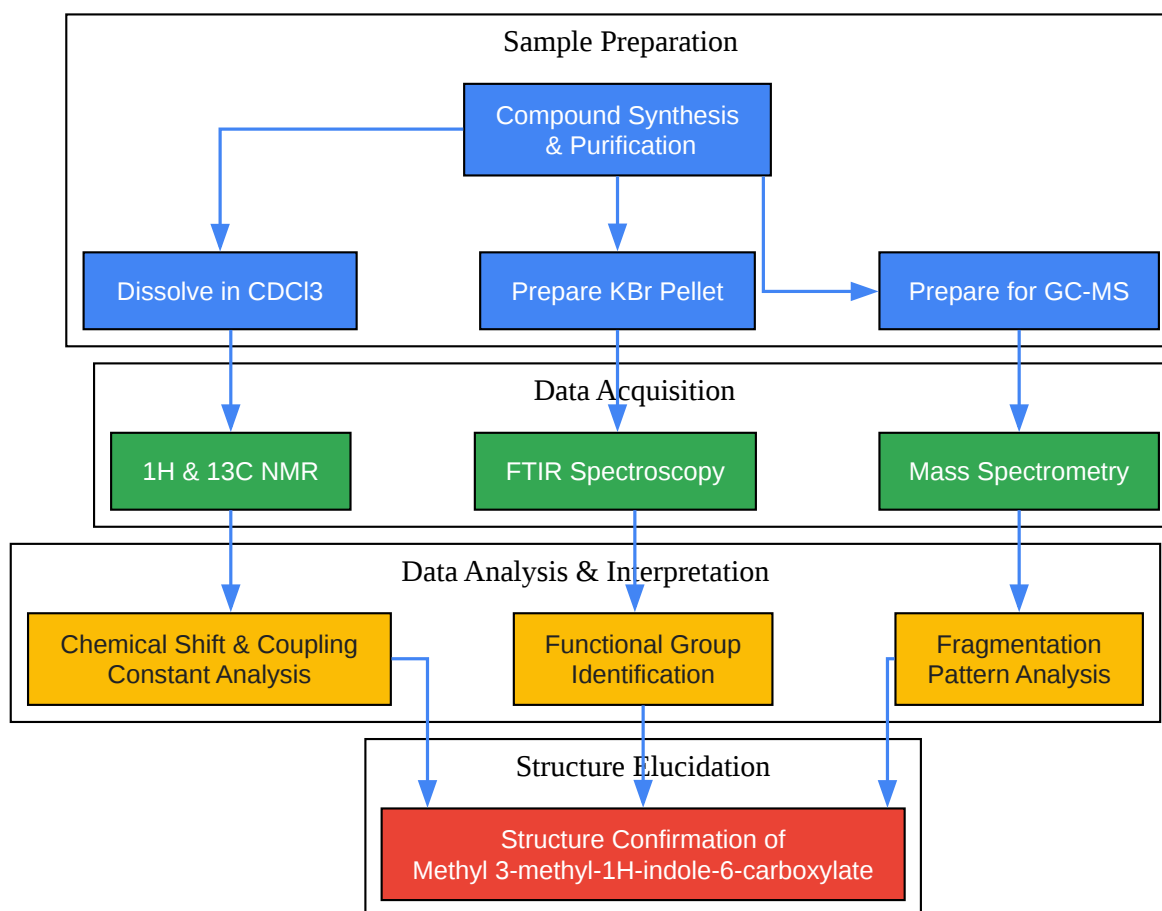 Sample Preparation
Compound Synthesis
& Purification
Dissolve in CDCl3
Prepare KBr Pellet
Prepare for GC-MS
Data Acquisition
1H & 13C NMR
FTIR Spectroscopy
Mass Spectrometry
Data Analysis & Interpretation
Chemical Shift & Coupling
Constant Analysis
Functional Group
Identification
Fragmentation
Pattern Analysis
Structure Elucidation
Structure Confirmation of
Methyl 3-methyl-1H-indole-6-carboxylate